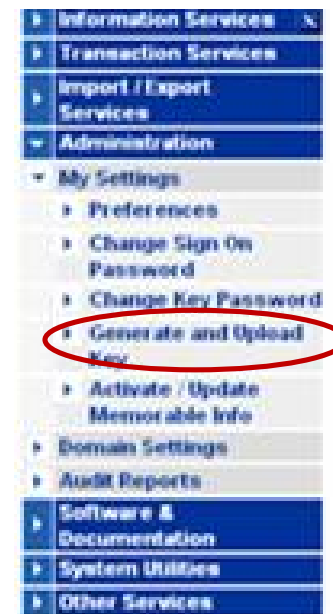 Information Services
Transaction Services
Import / Export
Services
Administration
My Settings
Preferences
Change Sign On
Password
Change Key Password
Generate and Upload
Key
Activate / Update
Memorable Info
Domain Settings
Audit Reports
Software &
Documentation
System Utilities
Other Services